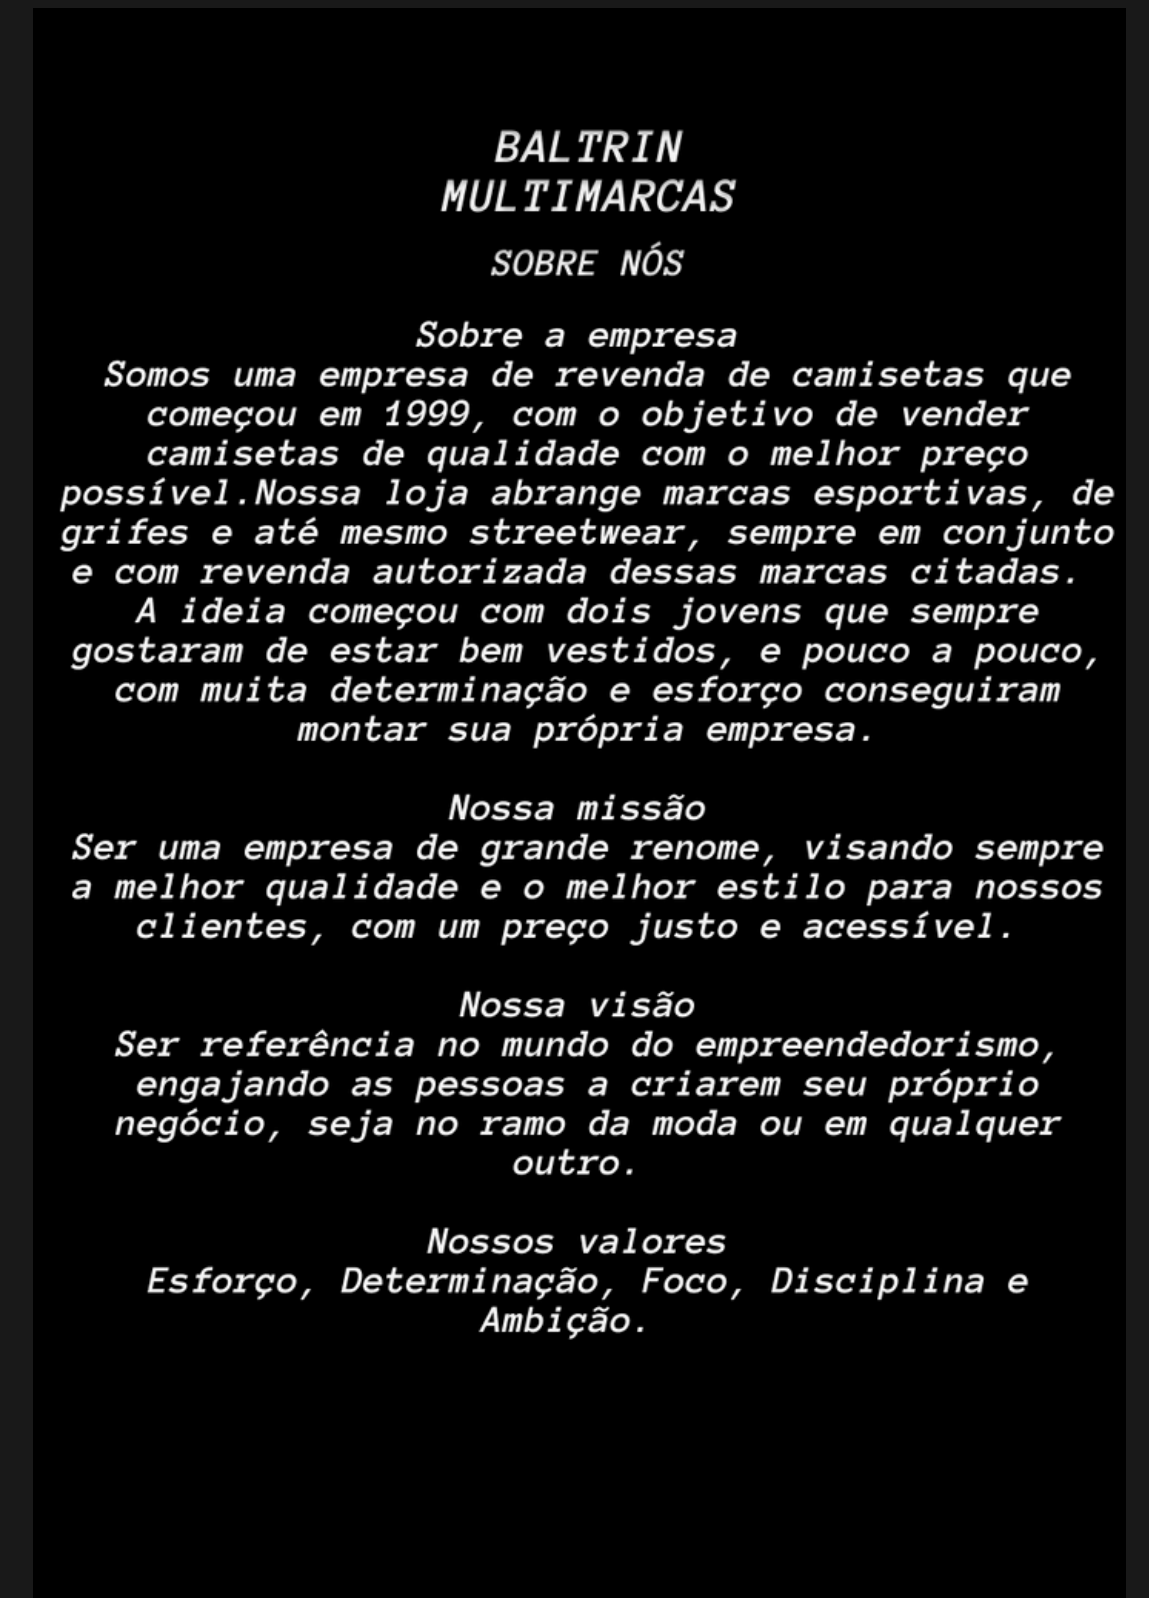 BALTRIN
MULTIMARCAS
SOBRE NÓS
Sobre a empresa
Somos uma empresa de revenda de camisetas que
começou em 1999, com o objetivo de vender
camisetas de qualidade com o melhor preço
possível.Nossa loja abrange marcas esportivas, de
grifes e até mesmo streetwear, sempre em conjunto
e com revenda autorizada dessas marcas citadas.
A ideia começou com dois jovens que sempre
gostaram de estar bem vestidos, e pouco a pouco,
com muita determinação e esforço conseguiram
montar sua própria empresa.
Nossa missão
Ser uma empresa de grande renome, visando sempre
a melhor qualidade e o melhor estilo para nossos
clientes, com um preço justo e acessível.
Nossa visão
Ser referência no mundo do empreendedorismo,
engajando as pessoas a criarem seu próprio
negócio, seja no ramo da moda ou em qualquer
outro.
Nossos valores
Esforço, Determinação, Foco, Disciplina e
Ambição.